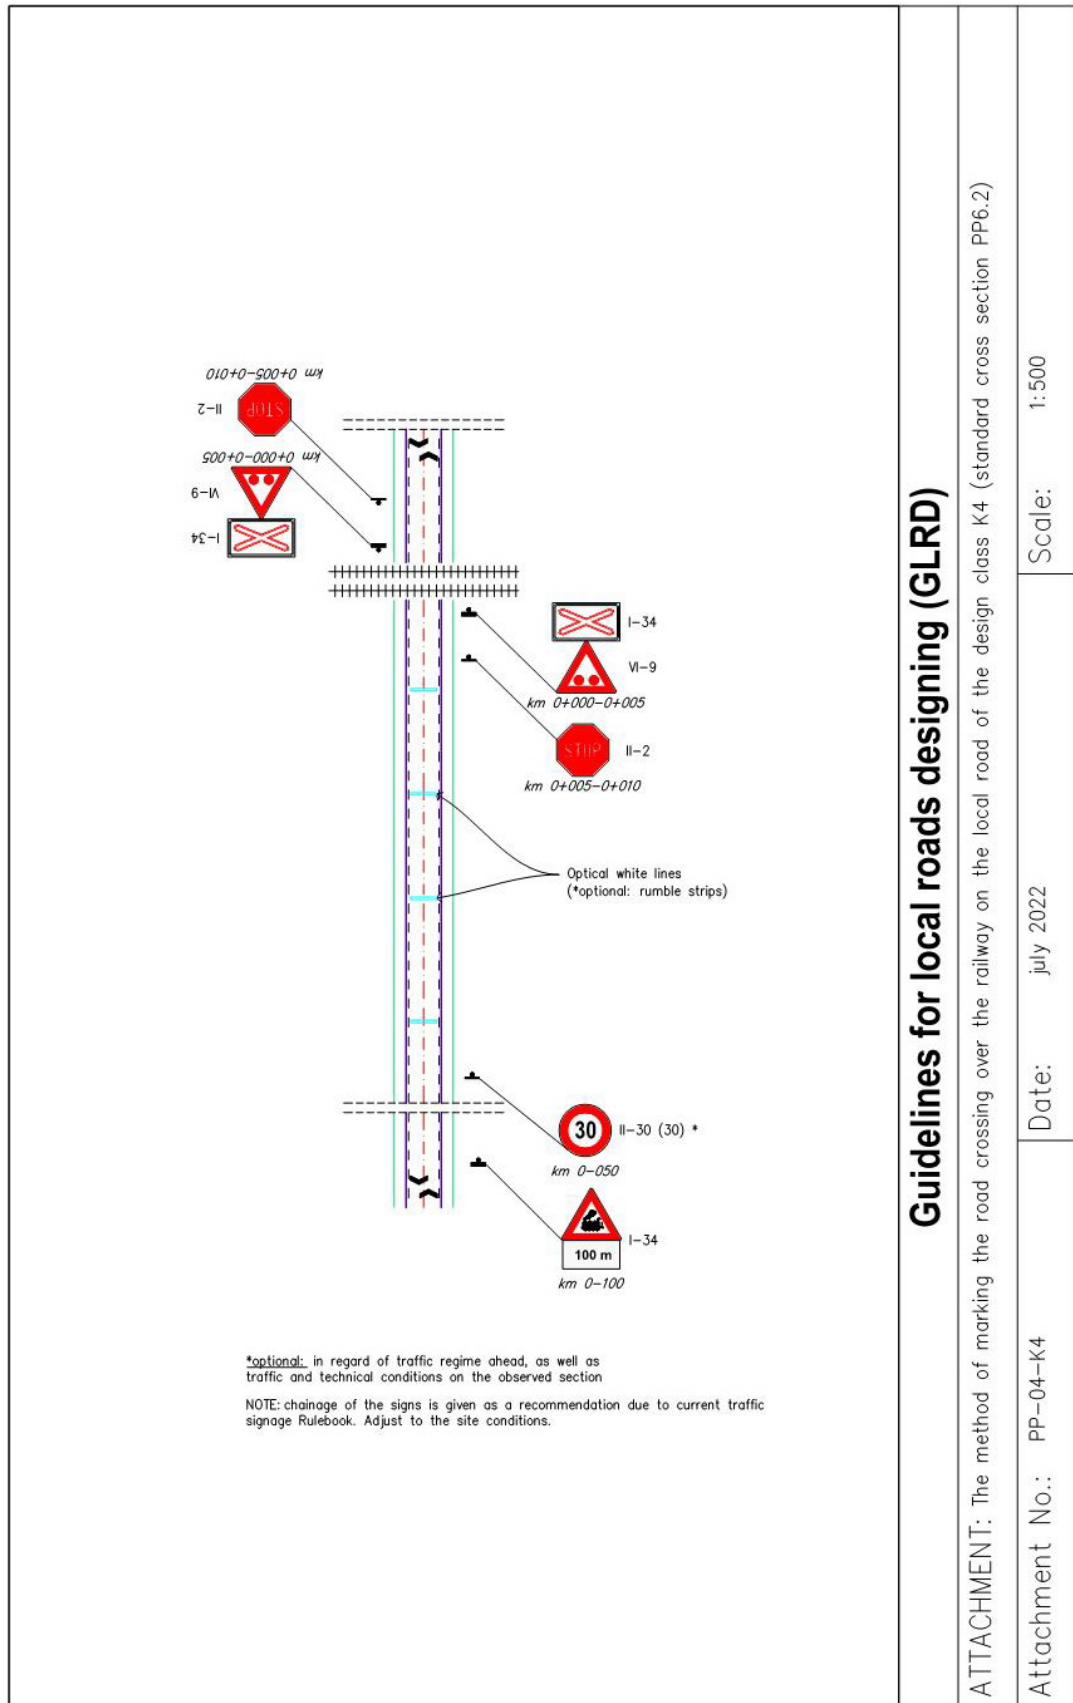 km 0+005-0+010
STOP
II-2
km 0+000-0+005
VI-9
I-34
I-34
VI-9
km 0+000-0+005
STOP
II-2
km 0+005-0+010
Optical white lines
(*optional: rumble strips)
30
II-30 (30) *
km 0-050
100 m
I-34
km 0-100
*optional: in regard of traffic regime ahead, as well as
traffic and technical conditions on the observed section
NOTE: chainage of the signs is given as a recommendation due to current traffic
signage Rulebook. Adjust to the site conditions.
Guidelines for local roads designing (GLRD)
ATTACHMENT: The method of marking the road crossing over the railway on the local road of the design class K4 (standard cross section PP6.2)
Attachment No.: PP-04-K4
Date: july 2022
Scale: 1:500